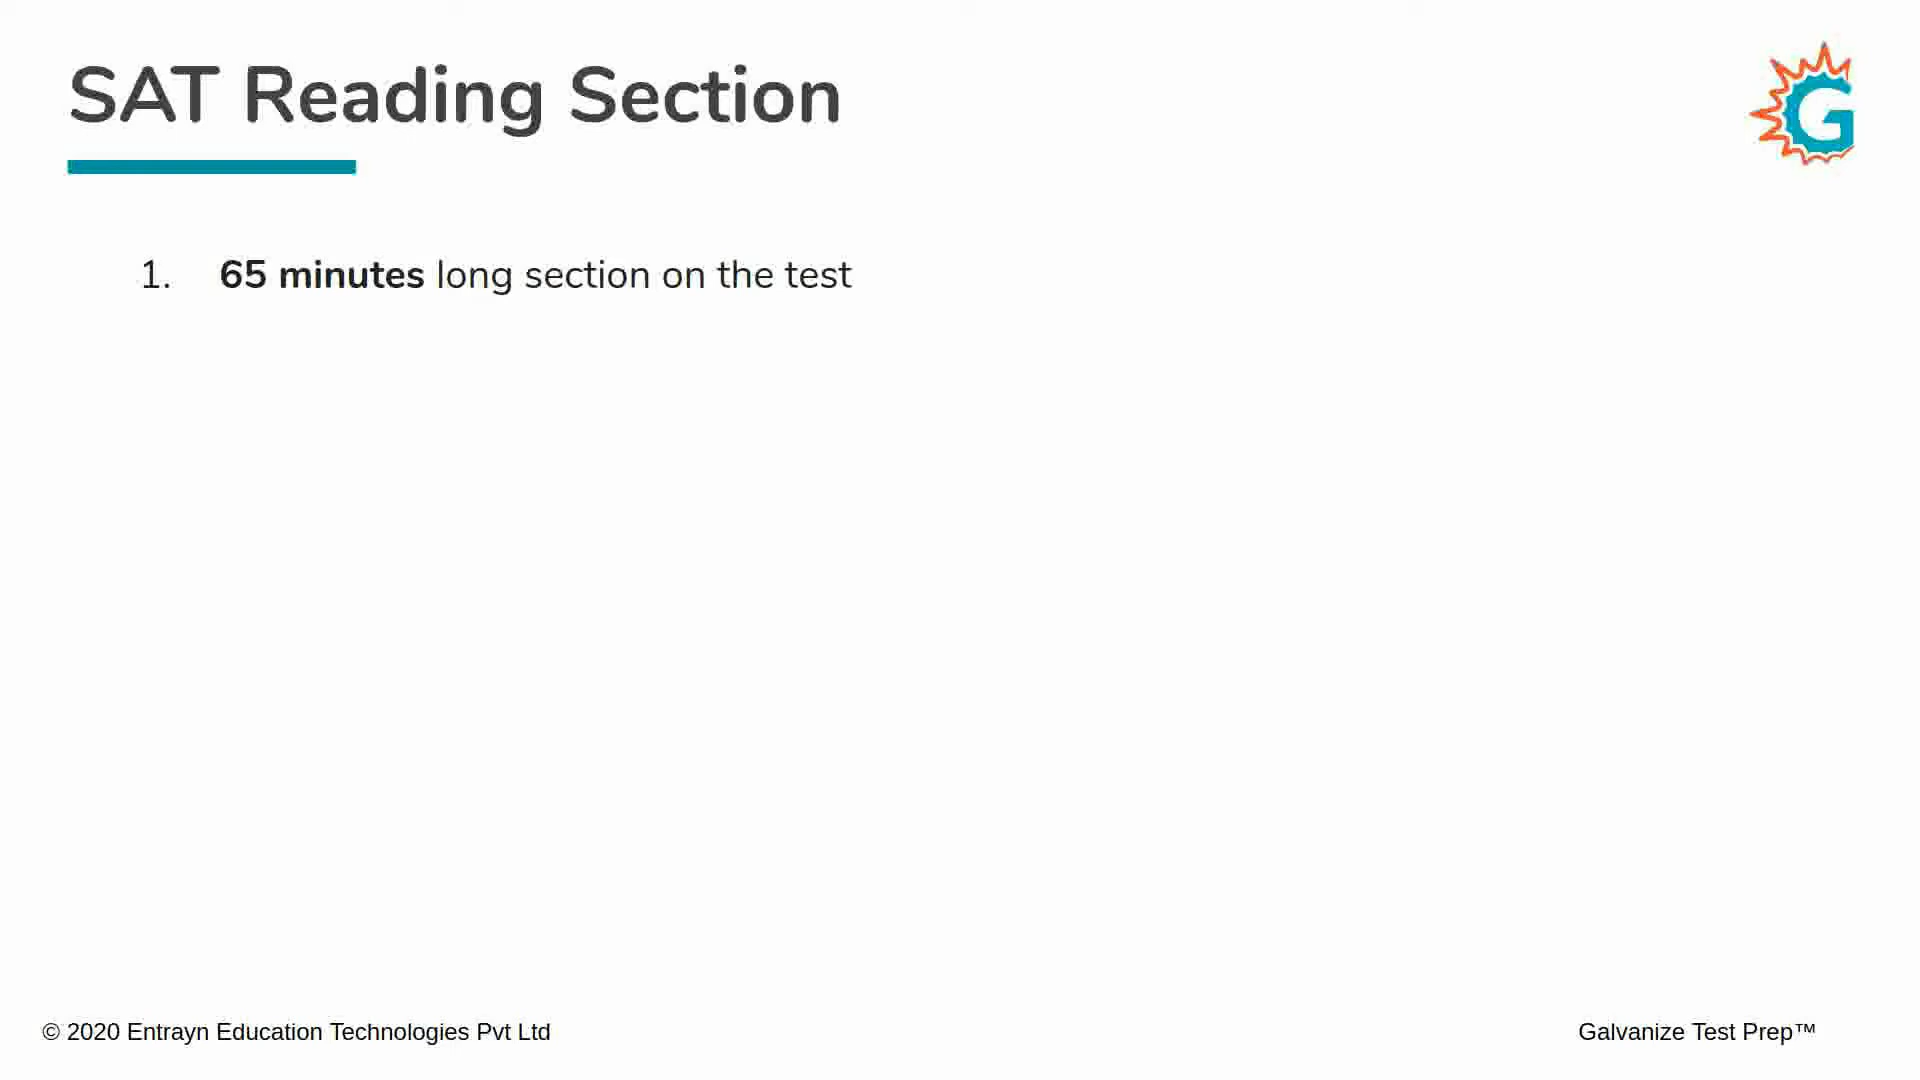 SAT Reading Section
G
1. 65 minutes long section on the test
© 2020 Entrayn Education Technologies Pvt Ltd
Galvanize Test Prep™